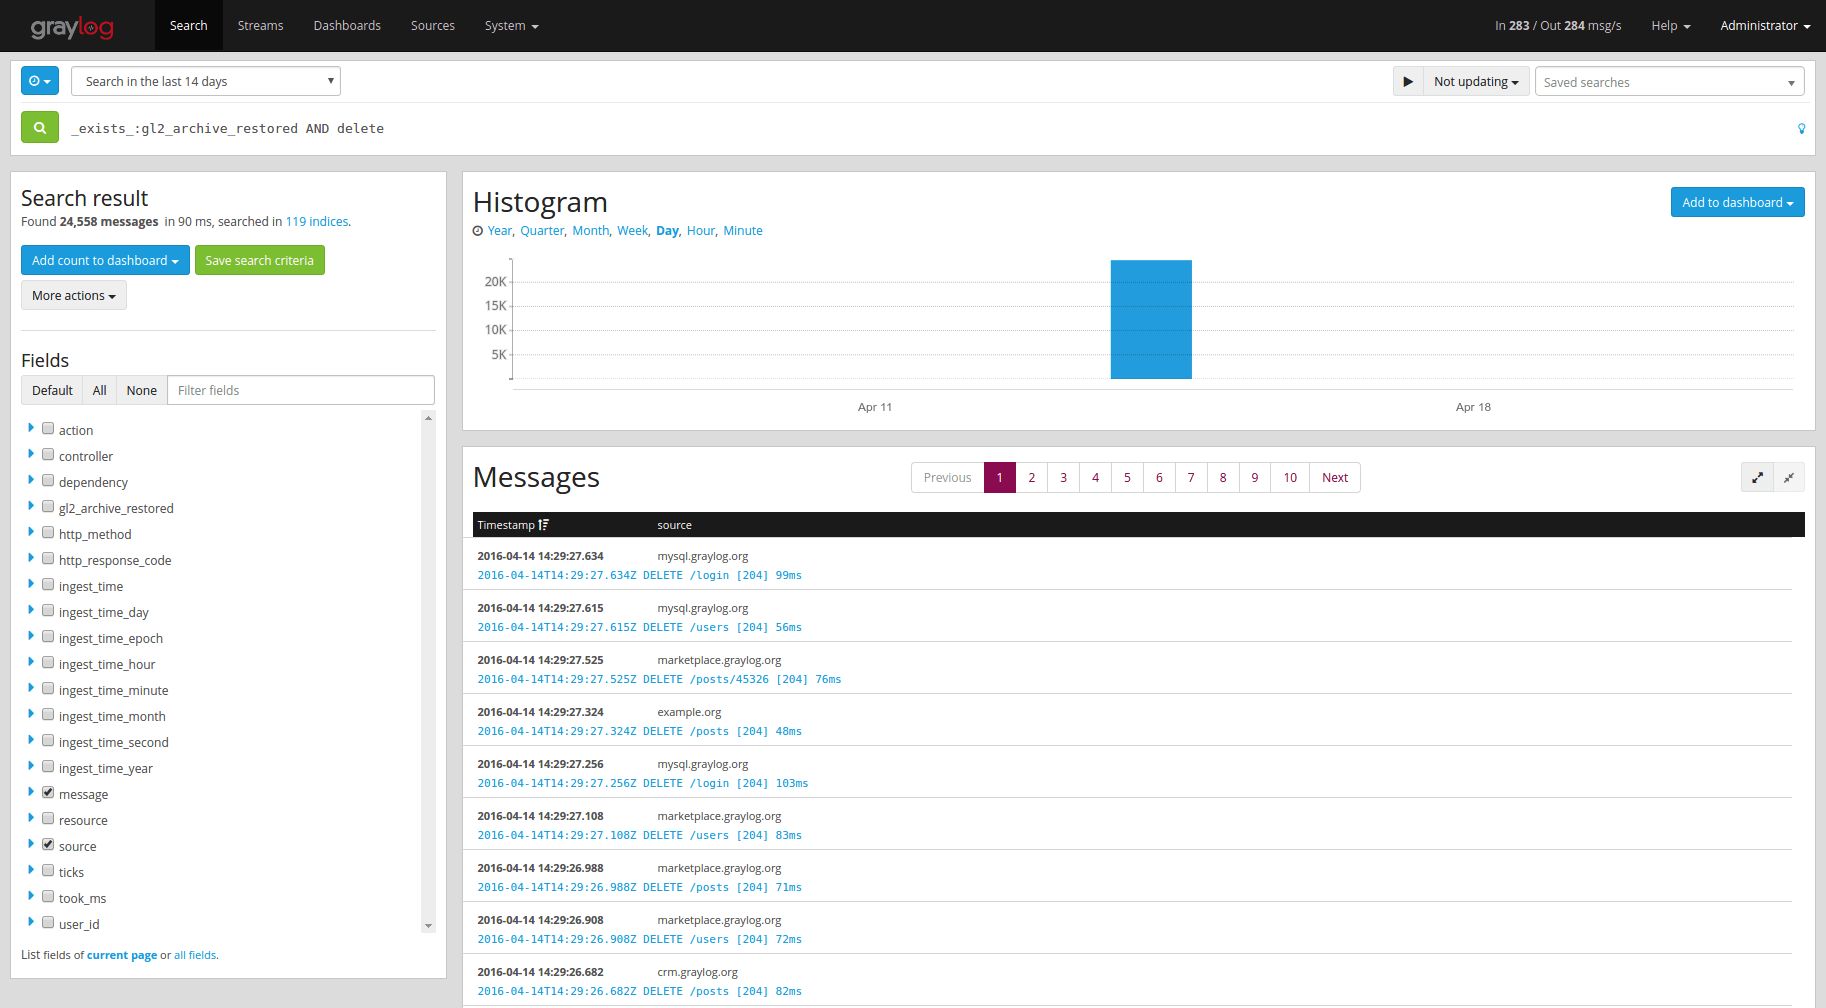 graylog Search Streams Dashboards Sources System In 283 / Out 284 msg/s Help Administrator
Search in the last 14 days Not updating Saved searches
_exists_:gl2_archive_restored AND delete
Search result
Found 24,558 messages in 90 ms, searched in 119 indices.
Add count to dashboard Save search criteria
More actions
Fields
Default All None Filter fields
action
controller
dependency
gl2_archive_restored
http_method
http_response_code
ingest_time
ingest_time_day
ingest_time_epoch
ingest_time_hour
ingest_time_minute
ingest_time_month
ingest_time_second
ingest_time_year
message
resource
source
ticks
took_ms
user_id
List fields of current page or all fields.
Histogram Add to dashboard
Year, Quarter, Month, Week, Day, Hour, Minute
20K
15K
10K
5K
Apr 11 Apr 18
Messages Previous 1 2 3 4 5 6 7 8 9 10 Next
Timestamp source
2016-04-14 14:29:27.634 mysql.graylog.org
2016-04-14T14:29:27.634Z DELETE /login [204] 99ms
2016-04-14 14:29:27.615 mysql.graylog.org
2016-04-14T14:29:27.615Z DELETE /users [204] 56ms
2016-04-14 14:29:27.525 marketplace.graylog.org
2016-04-14T14:29:27.525Z DELETE /posts/45326 [204] 76ms
2016-04-14 14:29:27.324 example.org
2016-04-14T14:29:27.324Z DELETE /posts [204] 48ms
2016-04-14 14:29:27.256 mysql.graylog.org
2016-04-14T14:29:27.256Z DELETE /login [204] 103ms
2016-04-14 14:29:27.108 marketplace.graylog.org
2016-04-14T14:29:27.108Z DELETE /users [204] 83ms
2016-04-14 14:29:26.988 marketplace.graylog.org
2016-04-14T14:29:26.988Z DELETE /posts [204] 71ms
2016-04-14 14:29:26.908 marketplace.graylog.org
2016-04-14T14:29:26.908Z DELETE /users [204] 72ms
2016-04-14 14:29:26.682 crm.graylog.org
2016-04-14T14:29:26.682Z DELETE /posts [204] 82ms